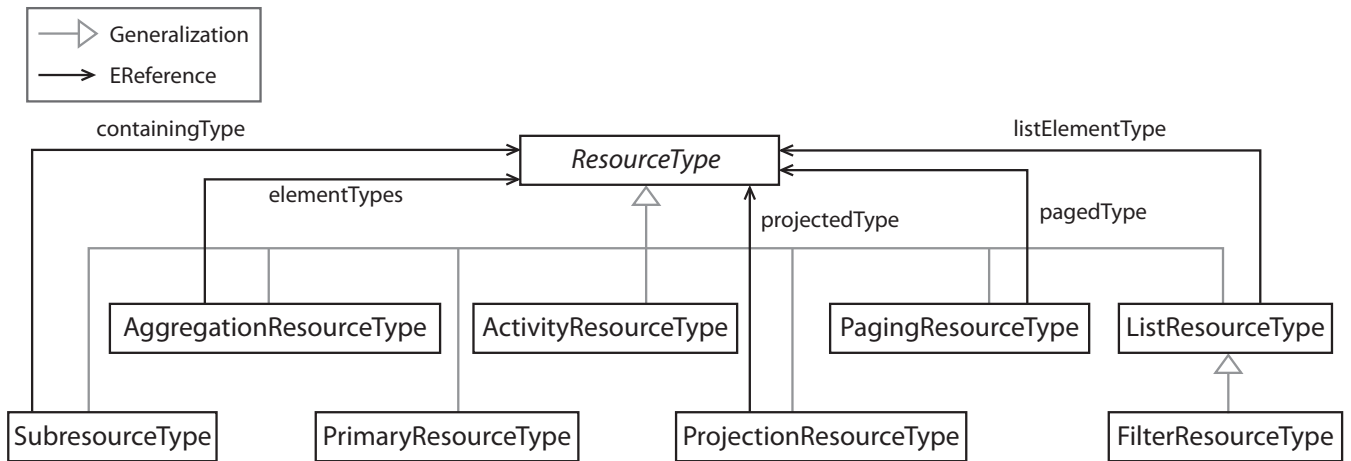 Generalization
EReference
containingType
listElementType
ResourceType
elementTypes
projectedType
pagedType
AggregationResourceType
ActivityResourceType
PagingResourceType
ListResourceType
SubresourceType
PrimaryResourceType
ProjectionResourceType
FilterResourceType